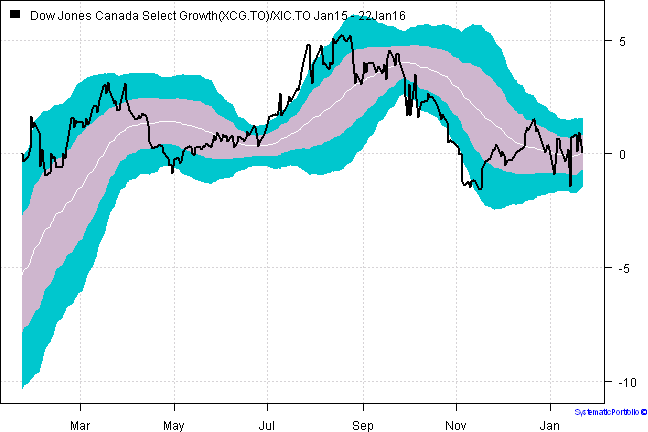 Dow Jones Canada Select Growth(XCG.TO)/XIC.TO Jan15 - 22Jan16
5
0
-5
-10
Mar May Jul Sep Nov Jan
SystematicPortfolio ©